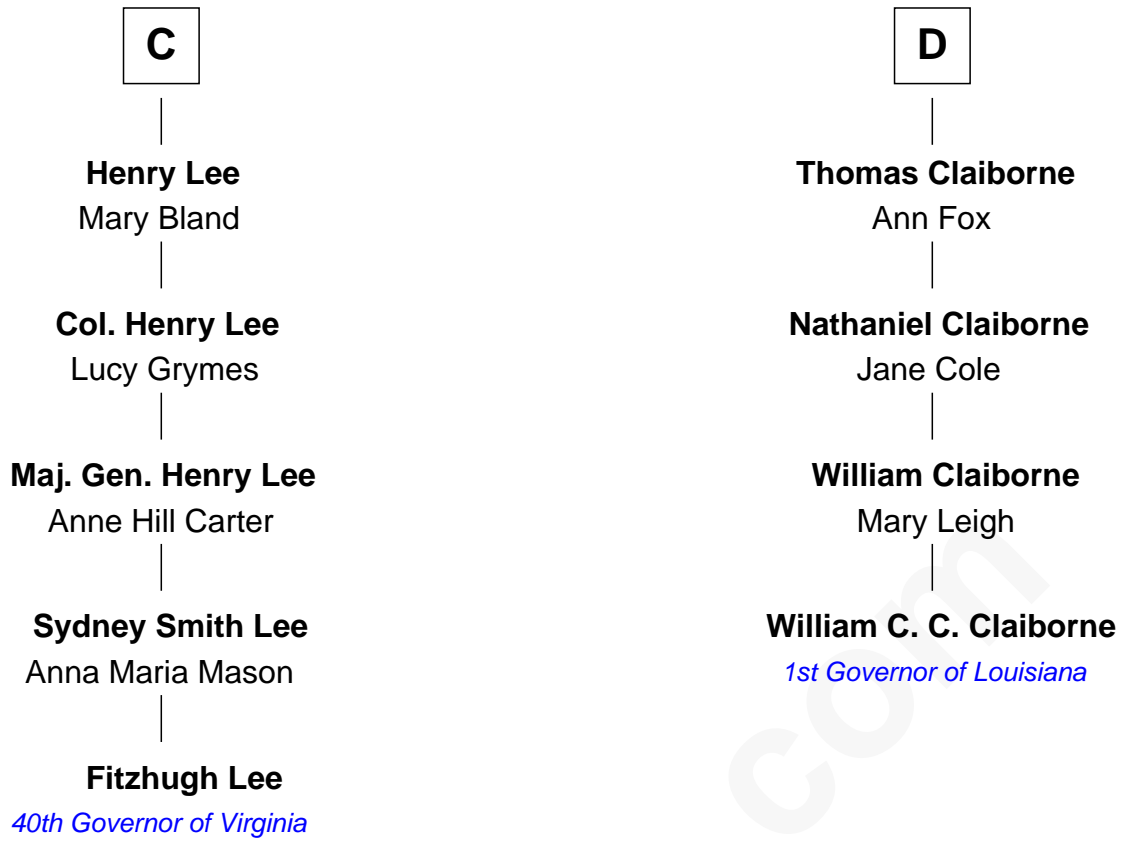 C
Henry Lee
Mary Bland
Col. Henry Lee
Lucy Grymes
Maj. Gen. Henry Lee
Anne Hill Carter
Sydney Smith Lee
Anna Maria Mason
Fitzhugh Lee
40th Governor of Virginia
D
Thomas Claiborne
Ann Fox
Nathaniel Claiborne
Jane Cole
William Claiborne
Mary Leigh
William C. C. Claiborne
1st Governor of Louisiana
com